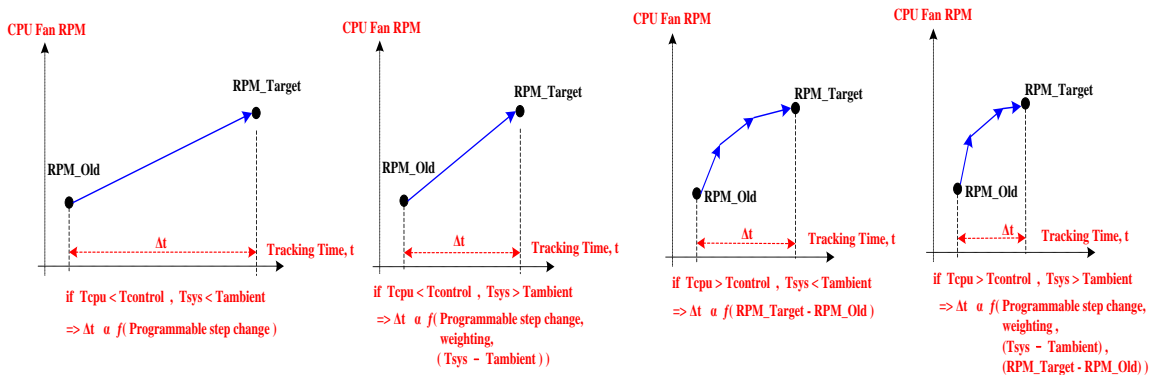 CPU Fan RPM
RPM_Target
RPM_Old
Δt
Tracking Time, t
if Tcpu < Tcontrol , Tsys < Tambient
=> Δt α f( Programmable step change )
CPU Fan RPM
RPM_Target
RPM_Old
Δt
Tracking Time, t
if Tcpu < Tcontrol , Tsys > Tambient
=> Δt α f( Programmable step change,
weighting,
( Tsys - Tambient ) )
CPU Fan RPM
RPM_Target
RPM_Old
Δt
Tracking Time, t
if Tcpu > Tcontrol , Tsys < Tambient
=> Δt α f ( RPM_Target - RPM_Old )
CPU Fan RPM
RPM_Target
RPM_Old
Δt
Tracking Time, t
if Tcpu > Tcontrol , Tsys > Tambient
=> Δt α f( Programmable step change,
weighting ,
(Tsys - Tambient) ,
(RPM_Target - RPM_Old) )